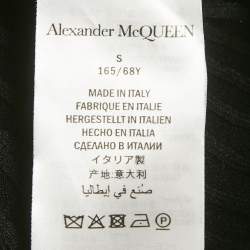 Alexander McQUEEN
S
165/68Y
MADE IN ITALY
FABRIQUE EN ITALIE
HERGESTELLT IN ITALIEN
HECHO EN ITALIA
СДЕЛАНО В ИТАЛИИ
イタリア製
产地:意大利
صُنع في إيطاليا